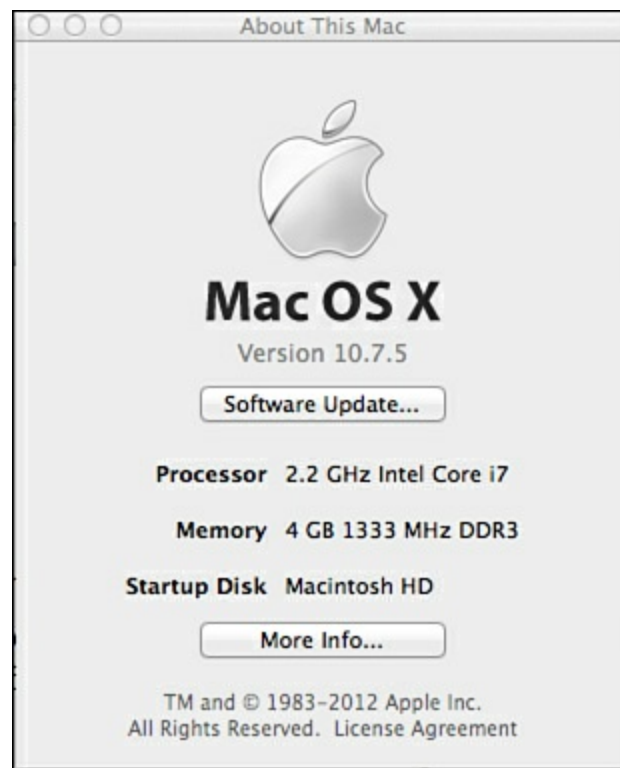 About This Mac
Mac OS X
Version 10.7.5
Software Update...
Processor 2.2 GHz Intel Core i7
Memory 4 GB 1333 MHz DDR3
Startup Disk Macintosh HD
More Info...
TM and © 1983-2012 Apple Inc.
All Rights Reserved. License Agreement